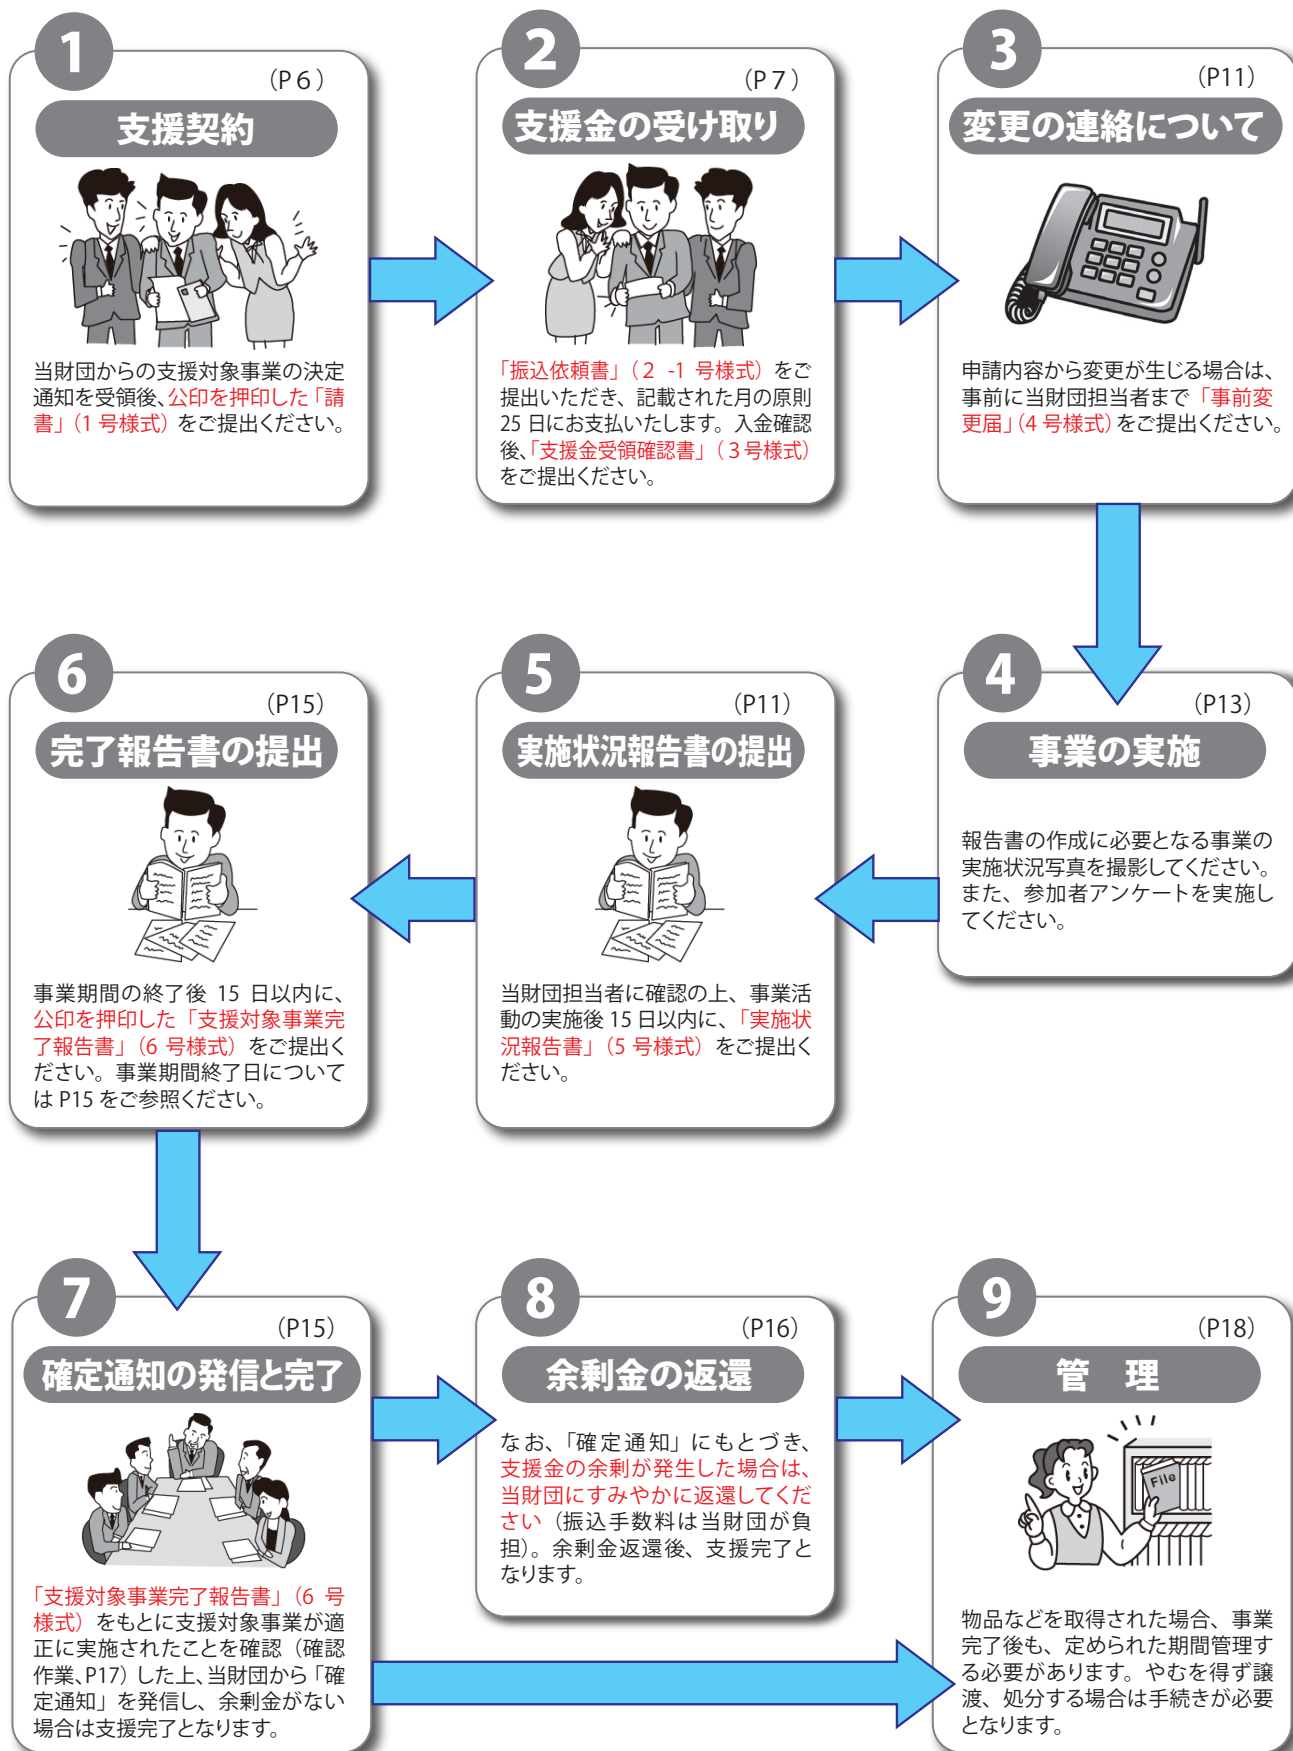 1
（P 6 ）
支援契約
当財団からの支援対象事業の決定
通知を受領後、公印を押印した「請
書」（1 号様式）をご提出ください。
2
（P 7 ）
支援金の受け取り
「振込依頼書」（ 2 -1 号様式）をご
提出いただき、記載された月の原則
25 日にお支払いたします。入金確認
後、「支援金受領確認書」（ 3 号様式）
をご提出ください。
3
（P11）
変更の連絡について
申請内容から変更が生じる場合は、
事前に当財団担当者まで「事前変
更届」（4 号様式）をご提出ください。
4
（P13）
事業の実施
報告書の作成に必要となる事業の
実施状況写真を撮影してください。
また、参加者アンケートを実施し
てください。
5
（P11）
実施状況報告書の提出
当財団担当者に確認の上、事業活
動の実施後 15 日以内に、「実施状
況報告書」（5 号様式）をご提出く
ださい。
6
（P15）
完了報告書の提出
事業期間の終了後 15 日以内に、
公印を押印した「支援対象事業完
了報告書」（6 号様式）をご提出く
ださい。事業期間終了日について
は P15 をご参照ください。
7
（P15）
確定通知の発信と完了
「支援対象事業完了報告書」（6 号
様式）をもとに支援対象事業が適
正に実施されたことを確認（確認
作業、P17）した上、当財団から「確
定通知」を発信し、余剰金がない
場合は支援完了となります。
8
（P16）
余剰金の返還
なお、「確定通知」にもとづき、
支援金の余剰が発生した場合は、
当財団にすみやかに返還してくだ
さい（振込手数料は当財団が負
担）。余剰金返還後、支援完了と
なります。
9
（P18）
管　理
File
物品などを取得された場合、事業
完了後も、定められた期間管理す
る必要があります。やむを得ず譲
渡、処分する場合は手続きが必要
となります。